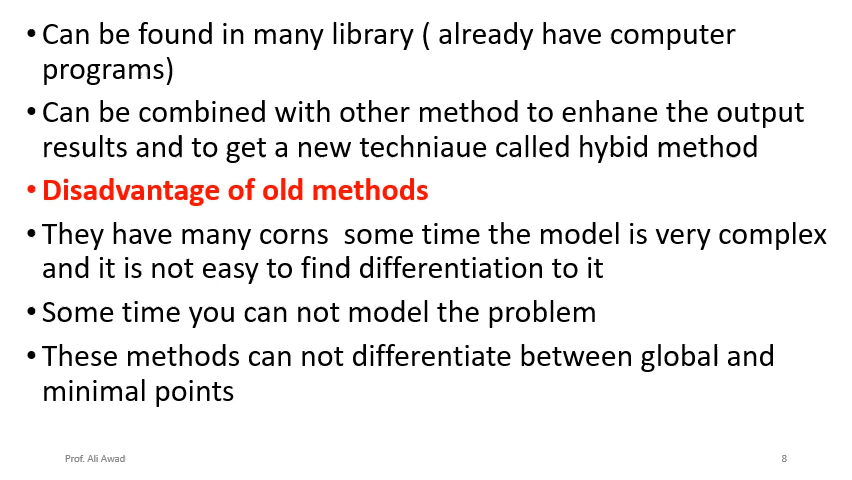 • Can be found in many library ( already have computer
programs)
• Can be combined with other method to enhane the output
results and to get a new techniaue called hybid method
• Disadvantage of old methods
• They have many corns  some time the model is very complex
and it is not easy to find differentiation to it
• Some time you can not model the problem
• These methods can not differentiate between global and
minimal points
Prof. Ali Awad
8